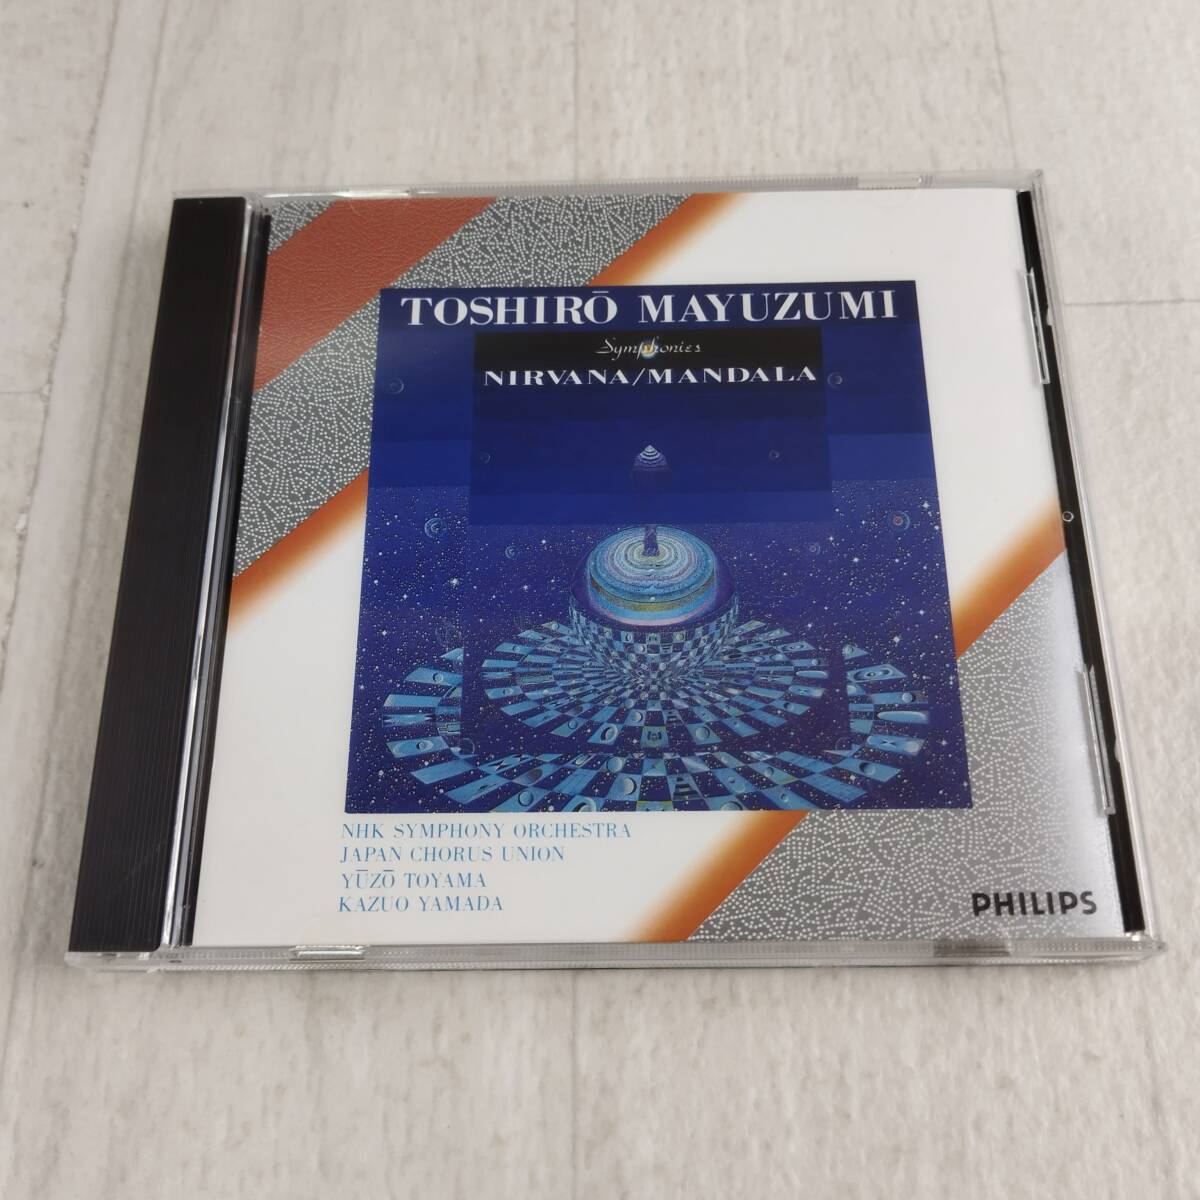 TOSHIRŌ MAYUZUMI
Symphonies
NIRVANA/MANDALA
NHK SYMPHONY ORCHESTRA
JAPAN CHORUS UNION
YŪZŌ TOYAMA
KAZUO YAMADA
PHILIPS